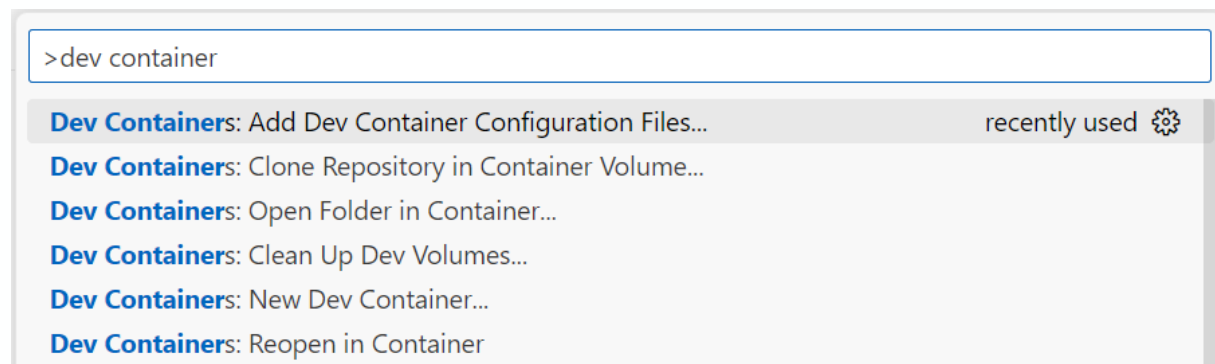 >dev container
Dev Containers: Add Dev Container Configuration Files... recently used
Dev Containers: Clone Repository in Container Volume...
Dev Containers: Open Folder in Container...
Dev Containers: Clean Up Dev Volumes...
Dev Containers: New Dev Container...
Dev Containers: Reopen in Container